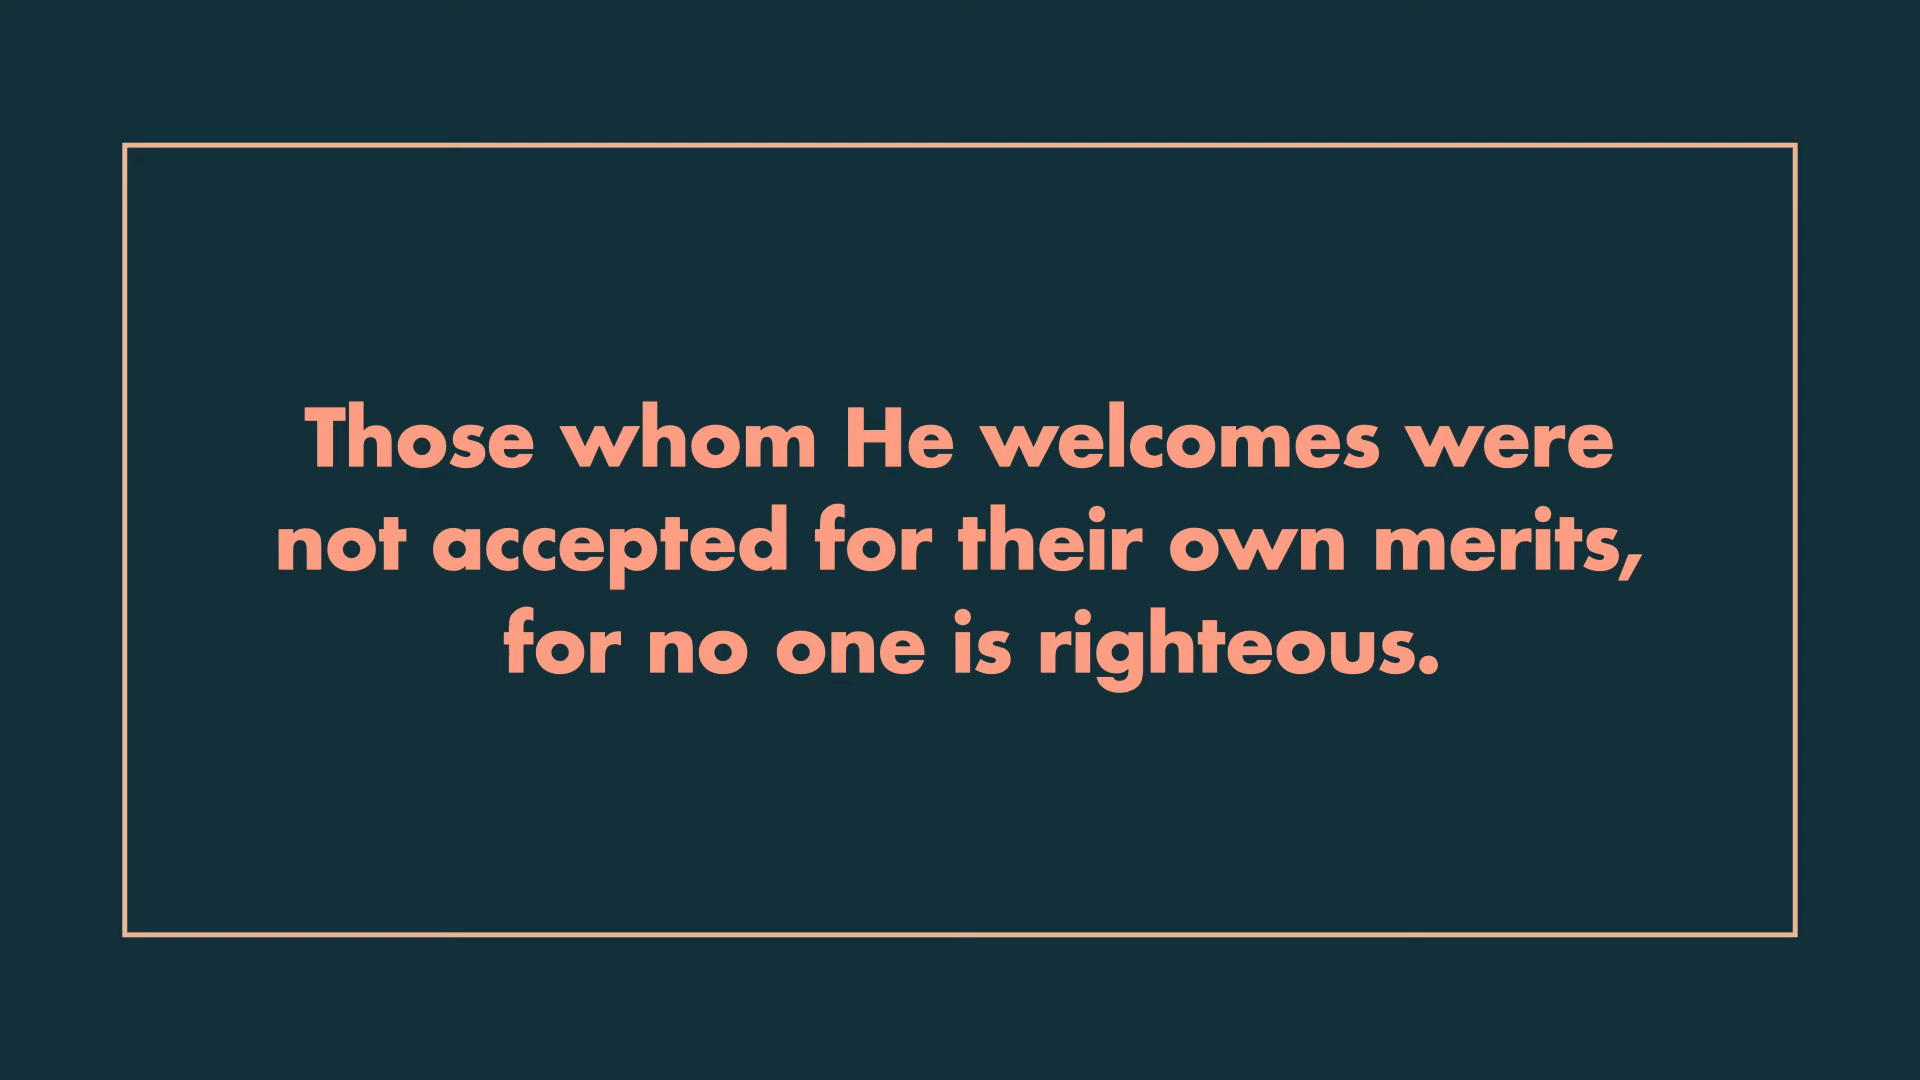 Those whom He welcomes were
not accepted for their own merits,
for no one is righteous.